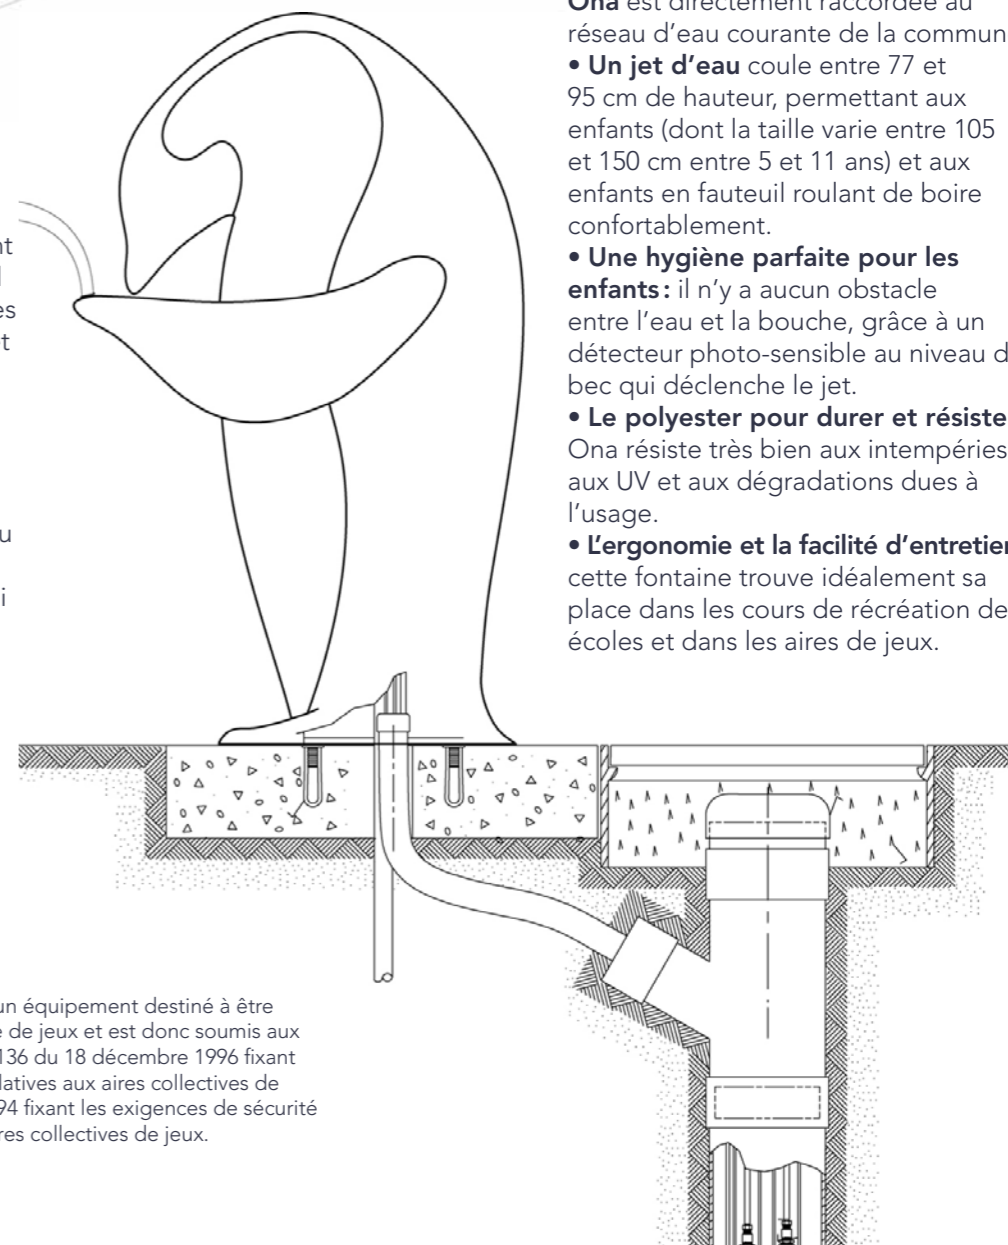 Ona est directement raccordée au
réseau d’eau courante de la commun
• Un jet d’eau coule entre 77 et
95 cm de hauteur, permettant aux
enfants (dont la taille varie entre 105
et 150 cm entre 5 et 11 ans) et aux
enfants en fauteuil roulant de boire
confortablement.
• Une hygiène parfaite pour les
enfants : il n’y a aucun obstacle
entre l’eau et la bouche, grâce à un
détecteur photo-sensible au niveau d
bec qui déclenche le jet.
• Le polyester pour durer et résiste
Ona résiste très bien aux intempéries
aux UV et aux dégradations dues à
l’usage.
• L’ergonomie et la facilité d’entretien
cette fontaine trouve idéalement sa
place dans les cours de récréation de
écoles et dans les aires de jeux.
nt
es
t
u
i
un équipement destiné à être
e de jeux et est donc soumis aux
136 du 18 décembre 1996 fixant
latives aux aires collectives de
94 fixant les exigences de sécurité
res collectives de jeux.